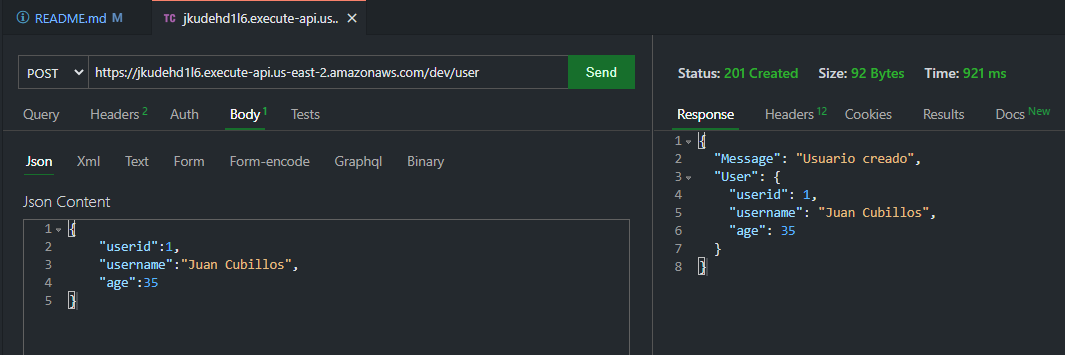 README.md M
TC jkudehd1l6.execute-api.us..
POST https://jkudehd1l6.execute-api.us-east-2.amazonaws.com/dev/user Send
Query Headers 2 Auth Body 1 Tests
Json Xml Text Form Form-encode Graphql Binary
Json Content
1 {
2 "userid":1,
3 "username":"Juan Cubillos",
4 "age":35
5 }
Status: 201 Created Size: 92 Bytes Time: 921 ms
Response Headers 12 Cookies Results Docs New
1 {
2 "Message": "Usuario creado",
3 "User": {
4 "userid": 1,
5 "username": "Juan Cubillos",
6 "age": 35
7 }
8 }